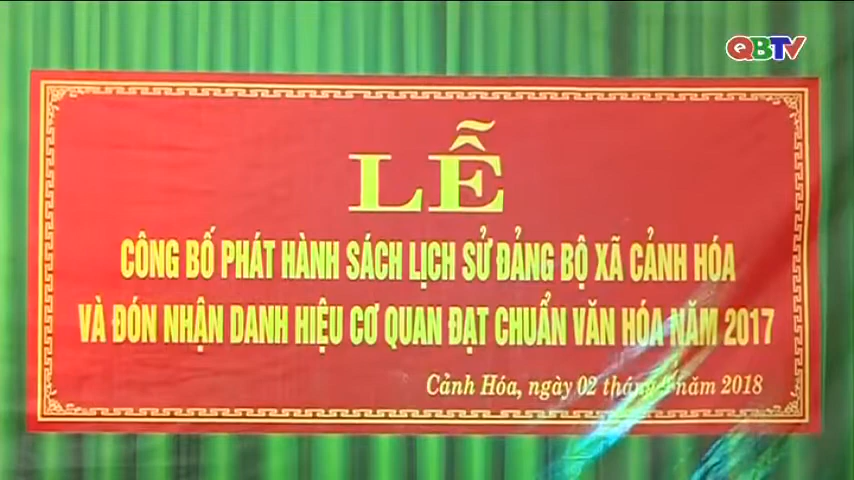 QBTV
LỄ
CÔNG BỐ PHÁT HÀNH SÁCH LỊCH SỬ ĐẢNG BỘ XÃ CẢNH HÓA
VÀ ĐÓN NHẬN DANH HIỆU CƠ QUAN ĐẠT CHUẨN VĂN HÓA NĂM 2017
Cảnh Hóa, ngày 02 tháng năm 2018